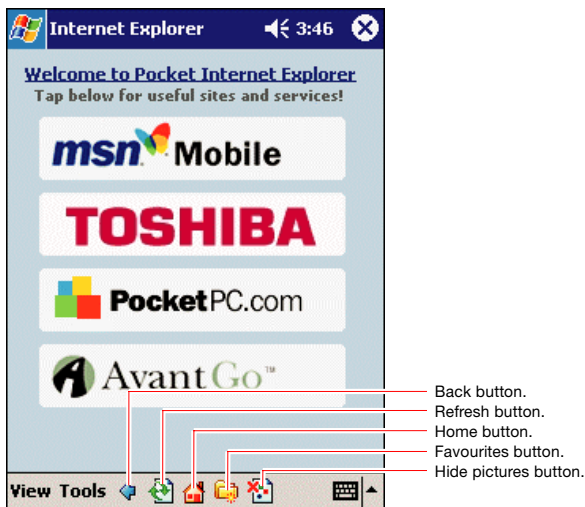 Internet Explorer 3:46
Welcome to Pocket Internet Explorer
Tap below for useful sites and services!
msn Mobile
TOSHIBA
PocketPC.com
AvantGo™
Back button.
Refresh button.
Home button.
Favourites button.
Hide pictures button.
View Tools